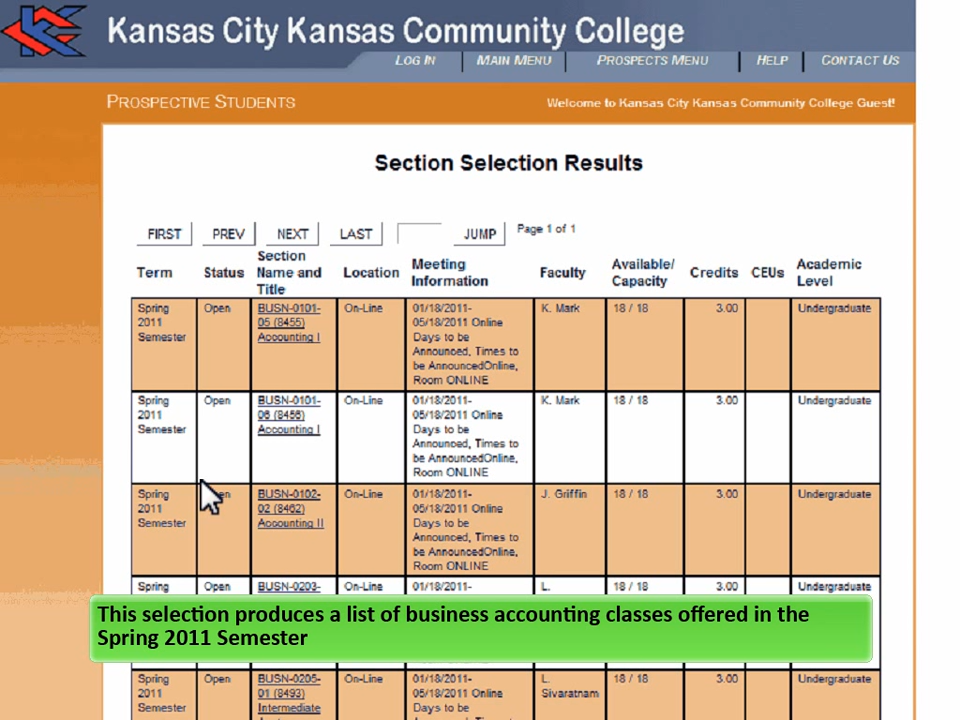 Kansas City Kansas Community College
LOG IN MAIN MENU PROSPECTS MENU HELP CONTACT US
PROSPECTIVE STUDENTS Welcome to Kansas City Kansas Community College Guest!
Section Selection Results
FIRST PREV NEXT LAST JUMP Page 1 of 1
Term Status Section Name and Title Location Meeting Information Faculty Available/ Capacity Credits CEUs Academic Level
Spring Open BUSN-0101- On-Line 01/18/2011- K. Mark 18 / 18 3.00 Undergraduate
2011 05 (8455) 05/18/2011 Online
Semester Accounting I Days to be
Announced, Times to
be AnnouncedOnline,
Room ONLINE
Spring Open BUSN-0101- On-Line 01/18/2011- K. Mark 18 / 18 3.00 Undergraduate
2011 06 (8456) 05/18/2011 Online
Semester Accounting I Days to be
Announced, Times to
be AnnouncedOnline,
Room ONLINE
Spring en BUSN-0102- On-Line 01/18/2011- J. Griffin 18 / 18 3.00 Undergraduate
2011 02 (8462) 05/18/2011 Online
Semester Accounting II Days to be
Announced, Times to
be AnnouncedOnline,
Room ONLINE
Spring Open BUSN-0203- On-Line 01/18/2011- L. 18 / 18 3.00 Undergraduate
This selection produces a list of business accounting classes offered in the
Spring 2011 Semester
Spring Open BUSN-0205- On-Line 01/18/2011- L. 18 / 18 3.00 Undergraduate
2011 01 (8493) 05/18/2011 Online Sivaratnam
Semester Intermediate Days to be